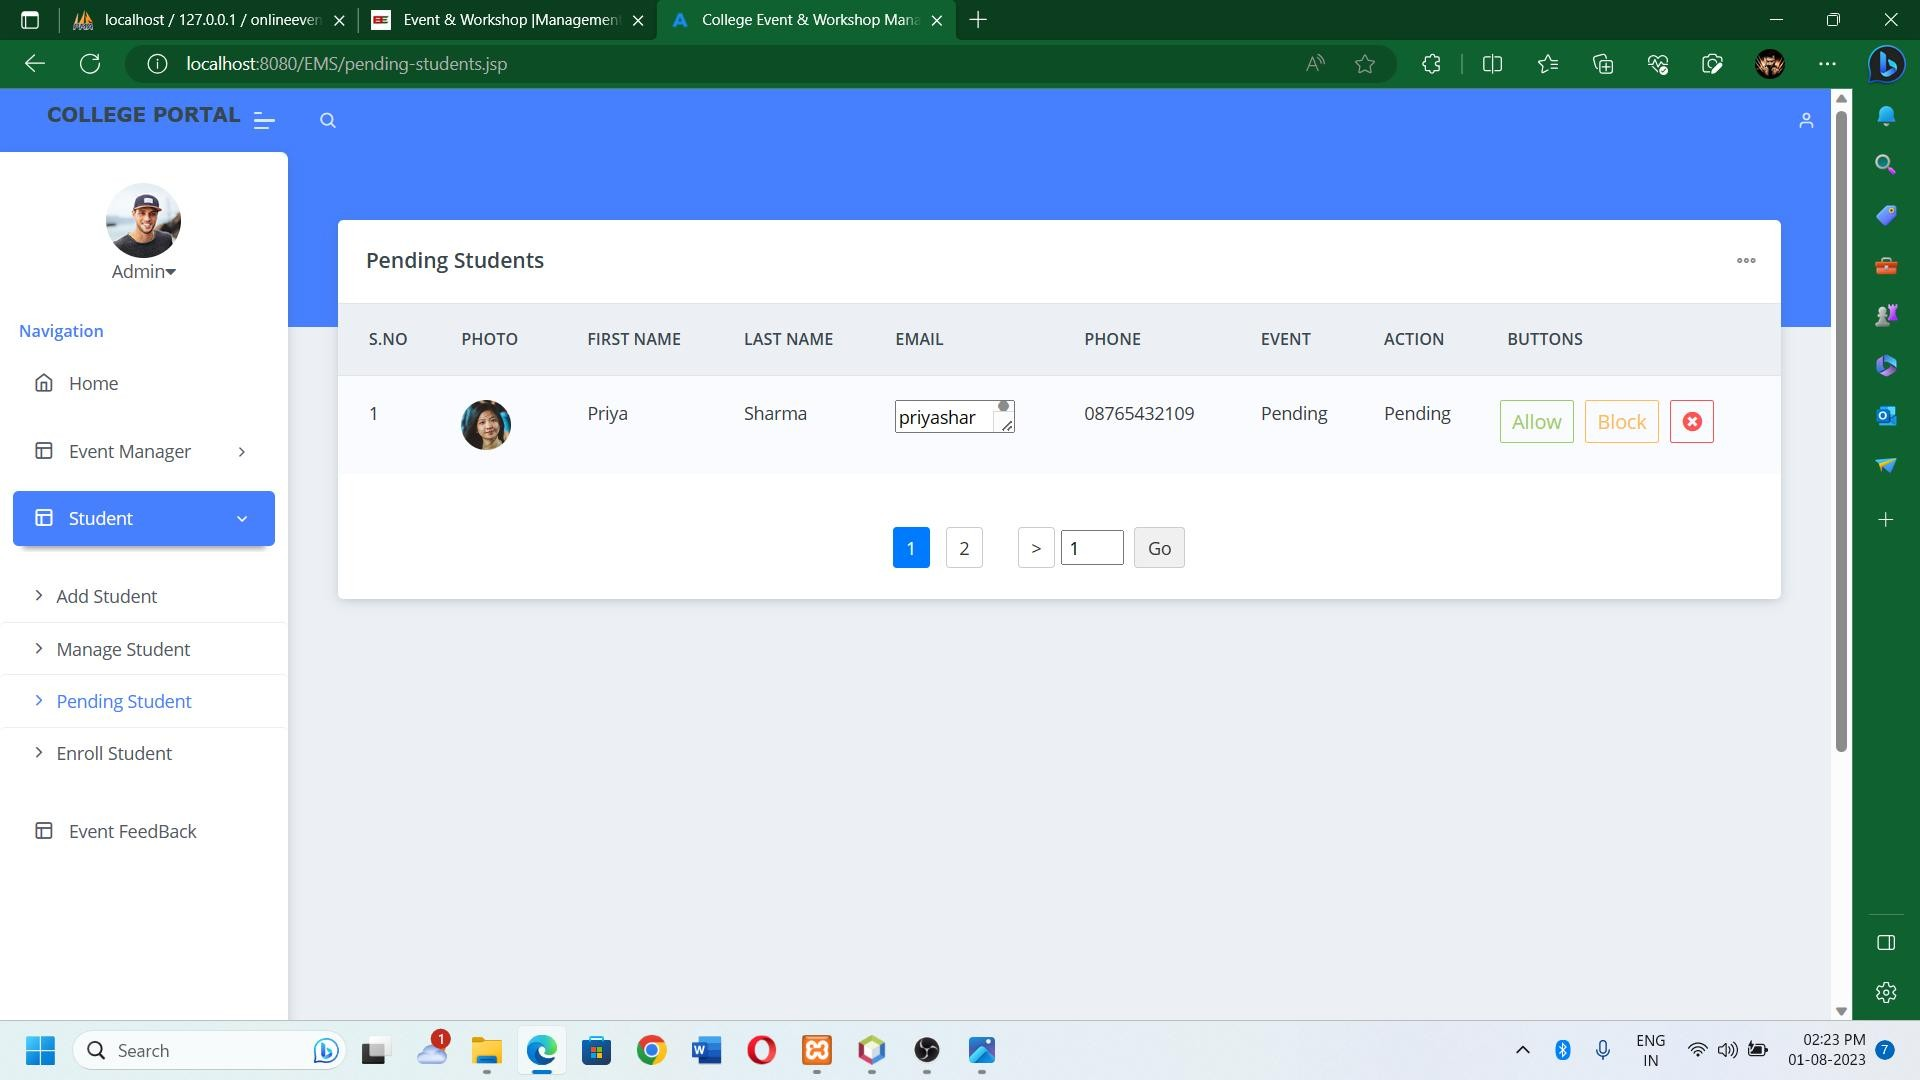 localhost / 127.0.0.1 / onlineeven
Event & Workshop |Management
College Event & Workshop Mana
localhost:8080/EMS/pending-students.jsp
COLLEGE PORTAL
Admin
Navigation
Home
Event Manager
Student
Add Student
Manage Student
Pending Student
Enroll Student
Event FeedBack
Pending Students
S.NO PHOTO FIRST NAME LAST NAME EMAIL PHONE EVENT ACTION BUTTONS
1 Priya Sharma priyashar 08765432109 Pending Pending Allow Block
1 2 > 1 Go
Search
1
ENG
IN
02:23 PM
01-08-2023
7